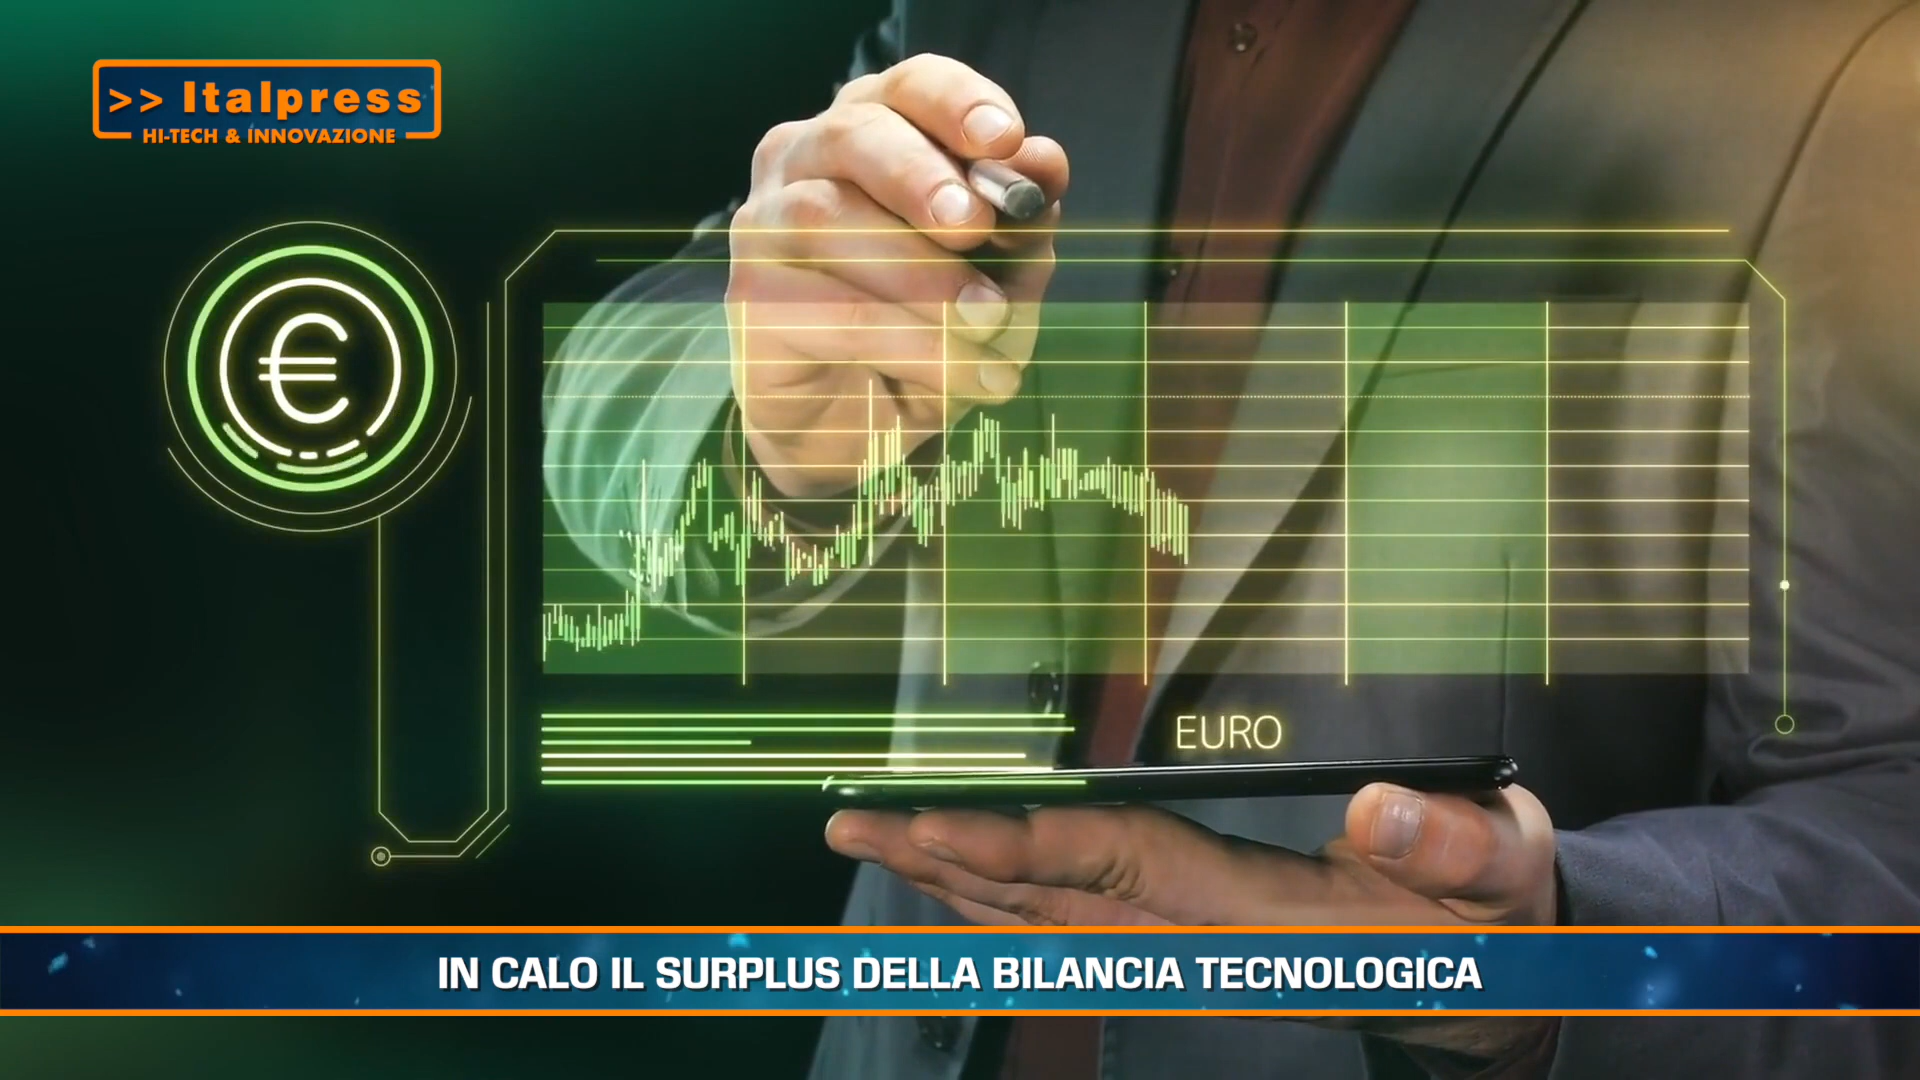 >> Italpress
HI-TECH & INNOVAZIONE
€
EURO
IN CALO IL SURPLUS DELLA BILANCIA TECNOLOGICA